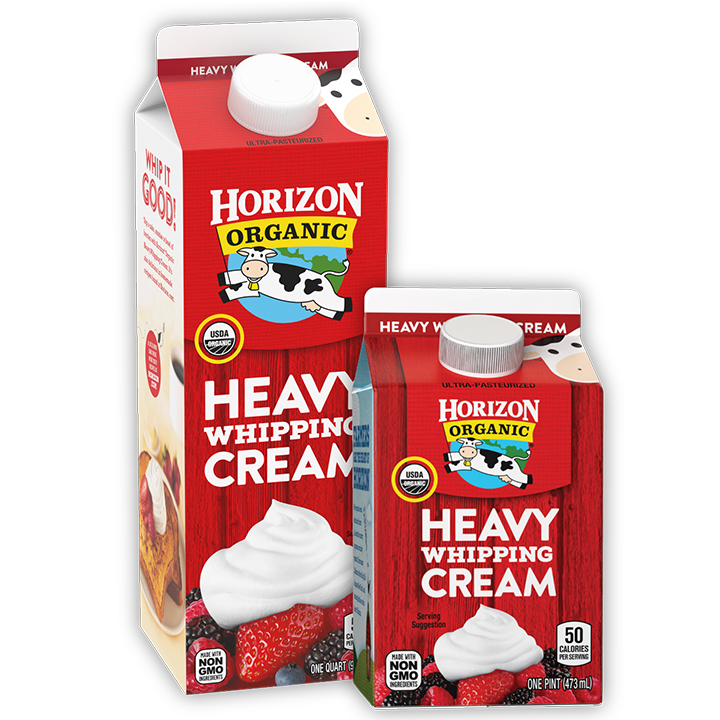 HEAVY
CREAM
ULTRA-PASTEURIZED
WHIP IT
GOOD!
HORIZON
ORGANIC
USDA
ORGANIC
HEAVY
WHIPPING
CREAM
MADE WITH
NON
GMO
INGREDIENTS
ONE QUART
HEAVY
CREAM
ULTRA-PASTEURIZED
HORIZON
ORGANIC
USDA
ORGANIC
HEAVY
WHIPPING
CREAM
Serving
Suggestion
50
CALORIES
PER SERVING
MADE WITH
NON
GMO
INGREDIENTS
ONE PINT (473 mL)